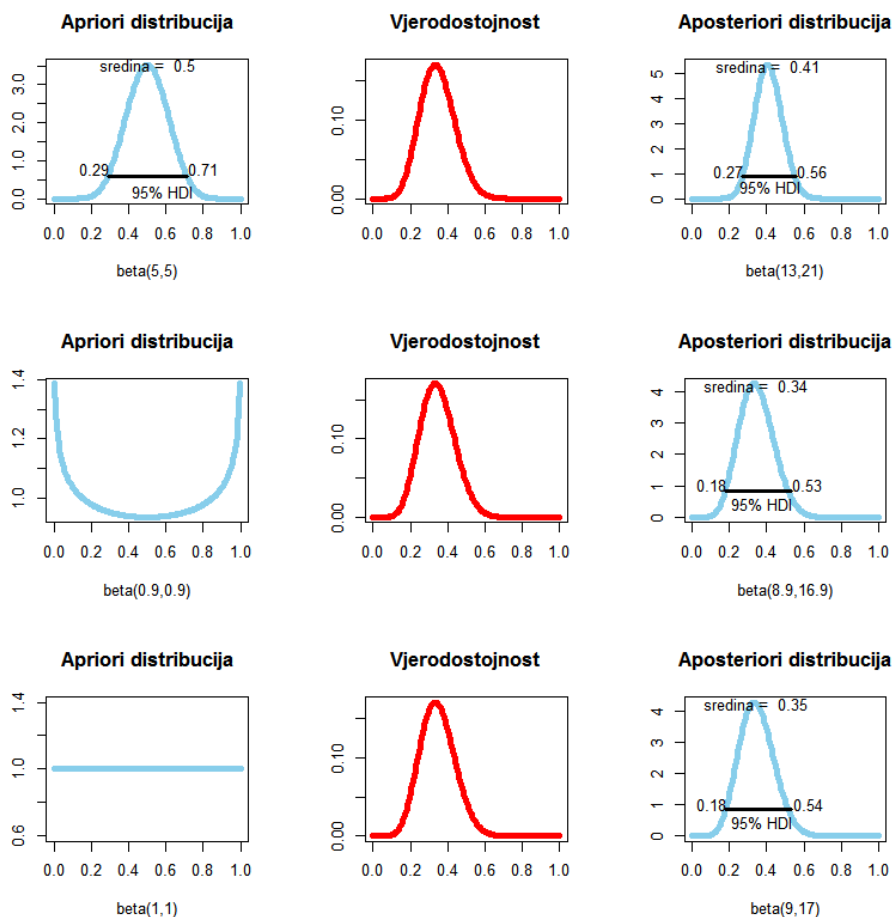 Apriori distribucija
Vjerodostojnost
Aposteriori distribucija
sredina = 0.5
sredina = 0.41
0.0 1.0 2.0 3.0
0.00 0.10
0 1 2 3 4 5
0.29 0.71
0.27 0.56
95% HDI
95% HDI
0.0 0.2 0.4 0.6 0.8 1.0
0.0 0.2 0.4 0.6 0.8 1.0
0.0 0.2 0.4 0.6 0.8 1.0
beta(5,5)
beta(13,21)
Apriori distribucija
Vjerodostojnost
Aposteriori distribucija
sredina = 0.34
1.0 1.2 1.4
0.00 0.10
0 1 2 3 4
0.18 0.53
95% HDI
0.0 0.2 0.4 0.6 0.8 1.0
0.0 0.2 0.4 0.6 0.8 1.0
0.0 0.2 0.4 0.6 0.8 1.0
beta(0.9,0.9)
beta(8.9,16.9)
Apriori distribucija
Vjerodostojnost
Aposteriori distribucija
sredina = 0.35
0.6 1.0 1.4
0.00 0.10
0 1 2 3 4
0.18 0.54
95% HDI
0.0 0.2 0.4 0.6 0.8 1.0
0.0 0.2 0.4 0.6 0.8 1.0
0.0 0.2 0.4 0.6 0.8 1.0
beta(1,1)
beta(9,17)